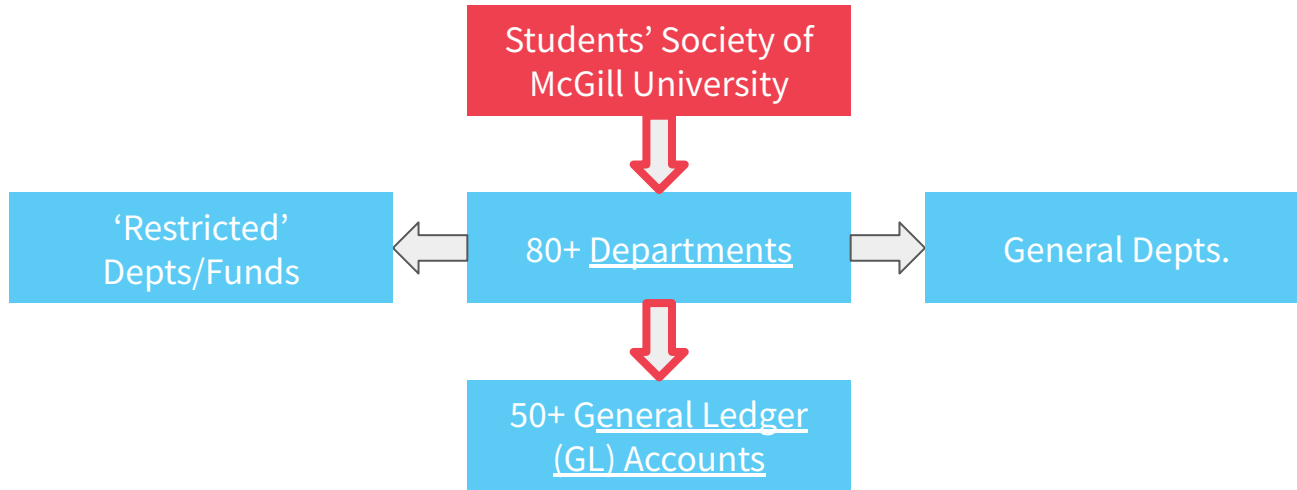 Students’ Society of
McGill University
‘Restricted’
Depts/Funds
80+ Departments
General Depts.
50+ General Ledger
(GL) Accounts